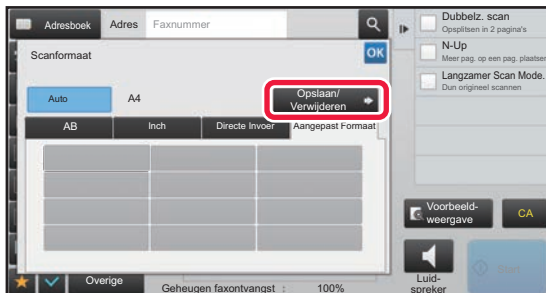 Adresboek
Adres
Faxnummer
Scanformaat
OK
Auto
A4
Opslaan/
Verwijderen
AB
Inch
Directe Invoer
Aangepast Formaat
Overige
Geheugen faxontvangst :
100%
Dubbelz. scan
Opsplitsen in 2 pagina's
N-Up
Meer pag. op een pag. plaatsen
Langzamer Scan Mode.
Dun origineel scannen
Voorbeeld-
weergave
CA
Luid-
spreker
Start